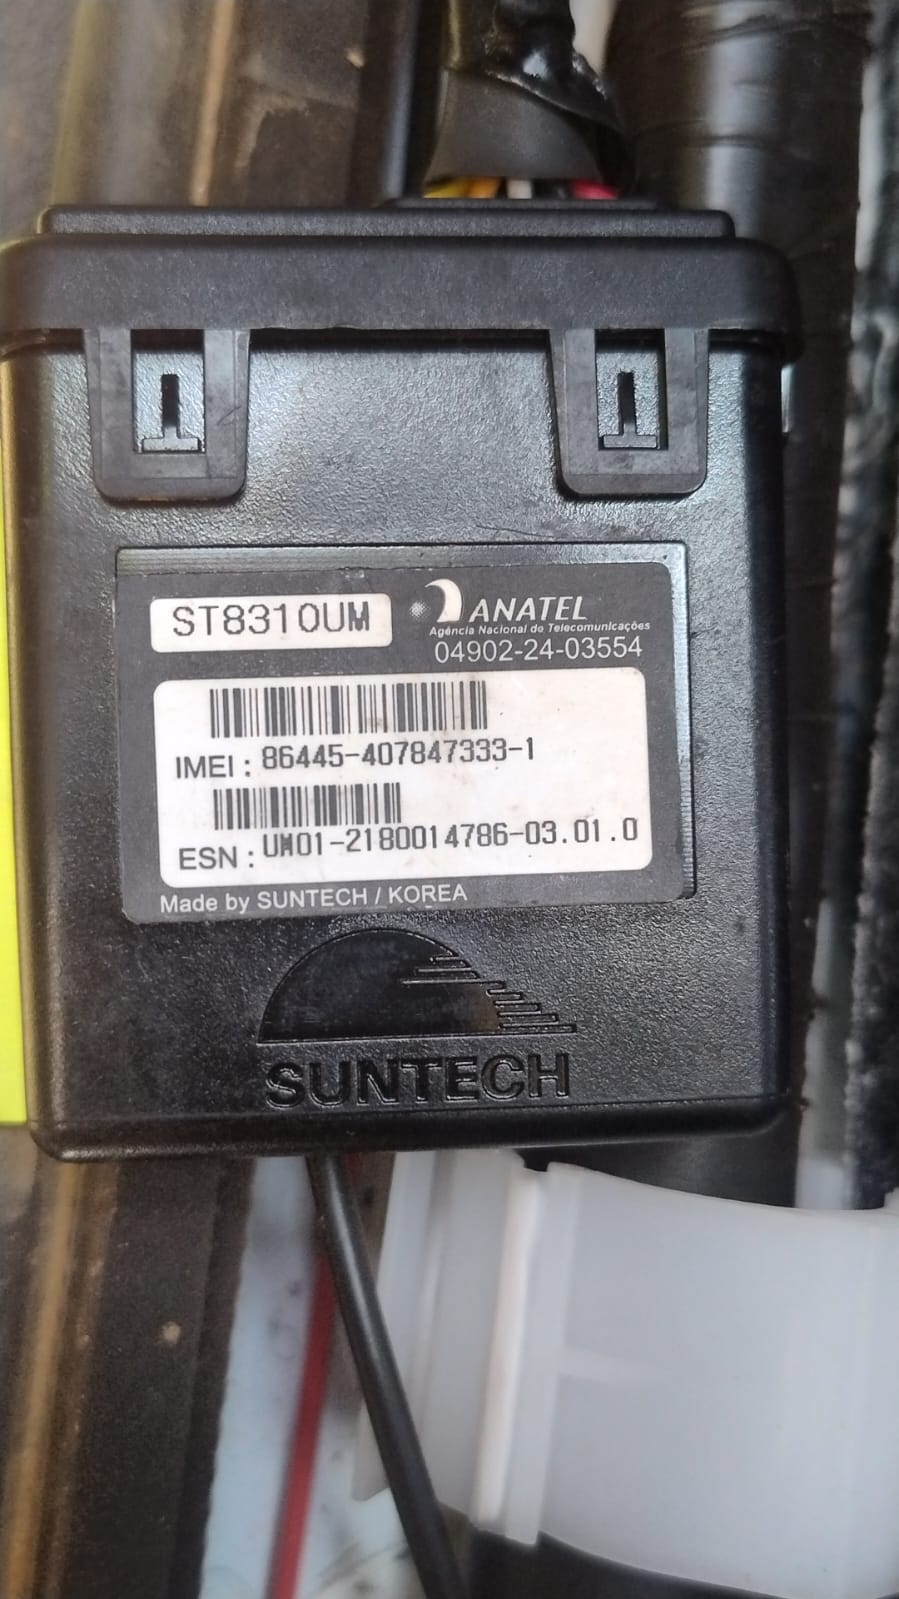 ST8310UM
ANATEL
Agência Nacional de Telecomunicações
04902-24-03554
IMEI : 86445-407847333-1
ESN : UM01-2180014786-03.01.0
Made by SUNTECH / KOREA
SUNTECH